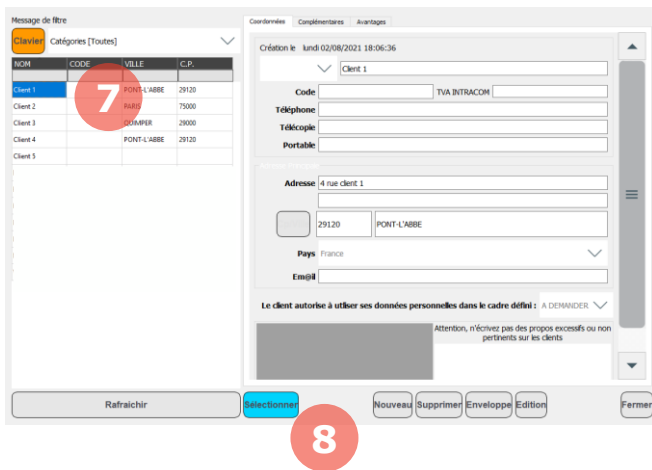 Message de filtre
Clavier Catégories [Toutes]
NOM CODE VILLE C.P.
Client 1 PONT-L'ABBE 29120
Client 2 PARIS 75000
Client 3 QUIMPER 29000
Client 4 PONT-L'ABBE 29120
Client 5
7
Rafraichir
Coordonnées Complémentaires Avantages
Création le lundi 02/08/2021 18:06:36
Client 1
Code TVA INTRACOM
Téléphone
Télécopie
Portable
Adresse 4 rue client 1
29120 PONT-L'ABBE
Pays France
Em@il
Le client autorise à utliser ses données personnelles dans le cadre défini : A DEMANDER
Attention, n'écrivez pas des propos excessifs ou non
pertinents sur les clients
Sélectionner Nouveau Supprimer Enveloppe Edition Fermer
8